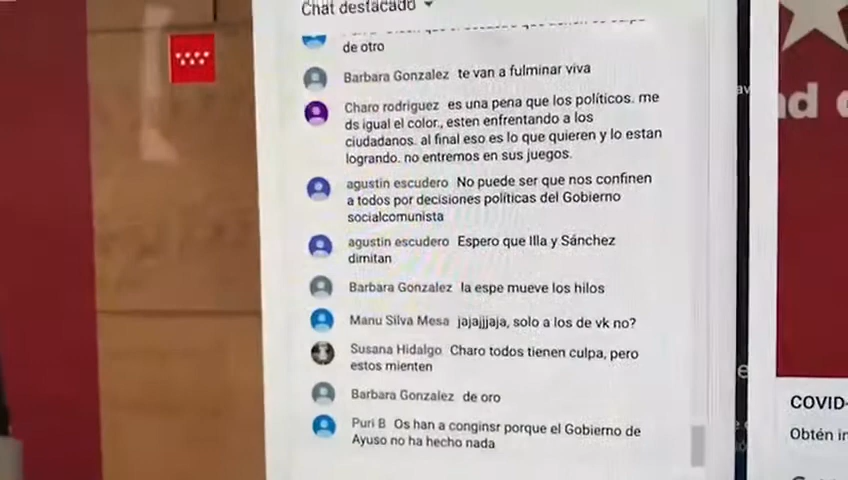 Chat destacado
de otro
Barbara Gonzalez te van a fulminar viva
Charo rodriguez es una pena que los políticos. me
ds igual el color., esten enfrentando a los
ciudadanos. al final eso es lo que quieren y lo estan
logrando. no entremos en sus juegos.
agustin escudero No puede ser que nos confinen
a todos por decisiones políticas del Gobierno
socialcomunista
agustin escudero Espero que Illa y Sánchez
dimitan
Barbara Gonzalez la espe mueve los hilos
Manu Silva Mesa jajajjjaja, solo a los de vk no?
Susana Hidalgo Charo todos tienen culpa, pero
estos mienten
Barbara Gonzalez de oro
Puri B Os han a conginsr porque el Gobierno de
Ayuso no ha hecho nada
ad d
COVID-
Obtén in